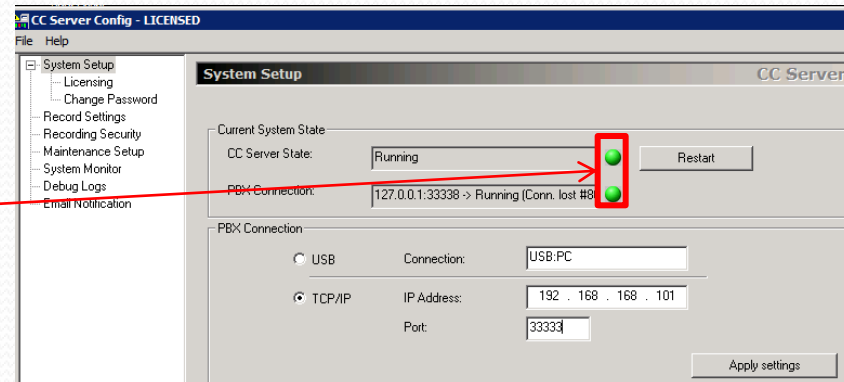 CC Server Config - LICENSED
File Help
System Setup
Licensing
Change Password
Record Settings
Recording Security
Maintenance Setup
System Monitor
Debug Logs
Email Notification
System Setup
CC Server
Current System State
CC Server State:
Running
Restart
PBX Connection:
127.0.0.1:33338 -> Running (Conn. lost #8
PBX Connection
USB
Connection:
USB:PC
TCP/IP
IP Address:
192 . 168 . 168 . 101
Port:
33333
Apply settings